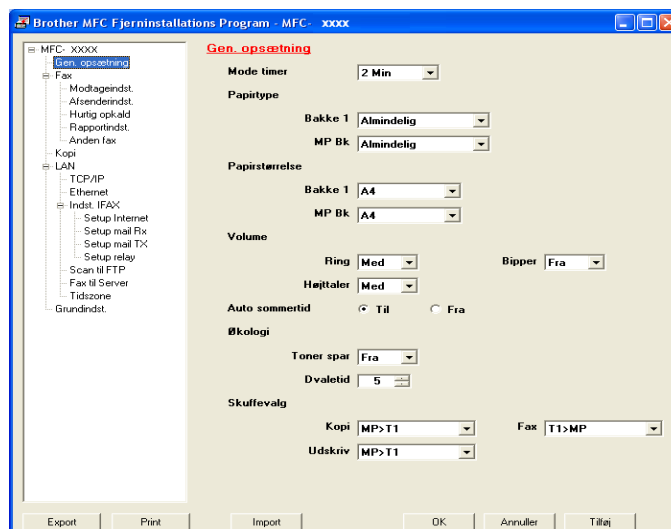 Brother MFC Fjerninstallations Program - MFC- xxxx
MFC- XXXX
Gen. opsætning
Fax
Modtageindst.
Afsenderindst.
Hurtig opkald
Rapportindst.
Anden fax
Kopi
LAN
TCP/IP
Ethernet
Indst. IFAX
Setup Internet
Setup mail Rx
Setup mail TX
Setup relay
Scan til FTP
Fax til Server
Tidszone
Grundindst.
Gen. opsætning
Mode timer 2 Min
Papirtype
Bakke 1 Almindelig
MP Bk Almindelig
Papirstørrelse
Bakke 1 A4
MP Bk A4
Volume
Ring Med Bipper Fra
Højttaler Med
Auto sommertid Til Fra
Økologi
Toner spar Fra
Dvaletid 5
Skuffevalg
Kopi MP>T1 Fax T1>MP
Udskriv MP>T1
Export Print Import OK Annuller Tilføj